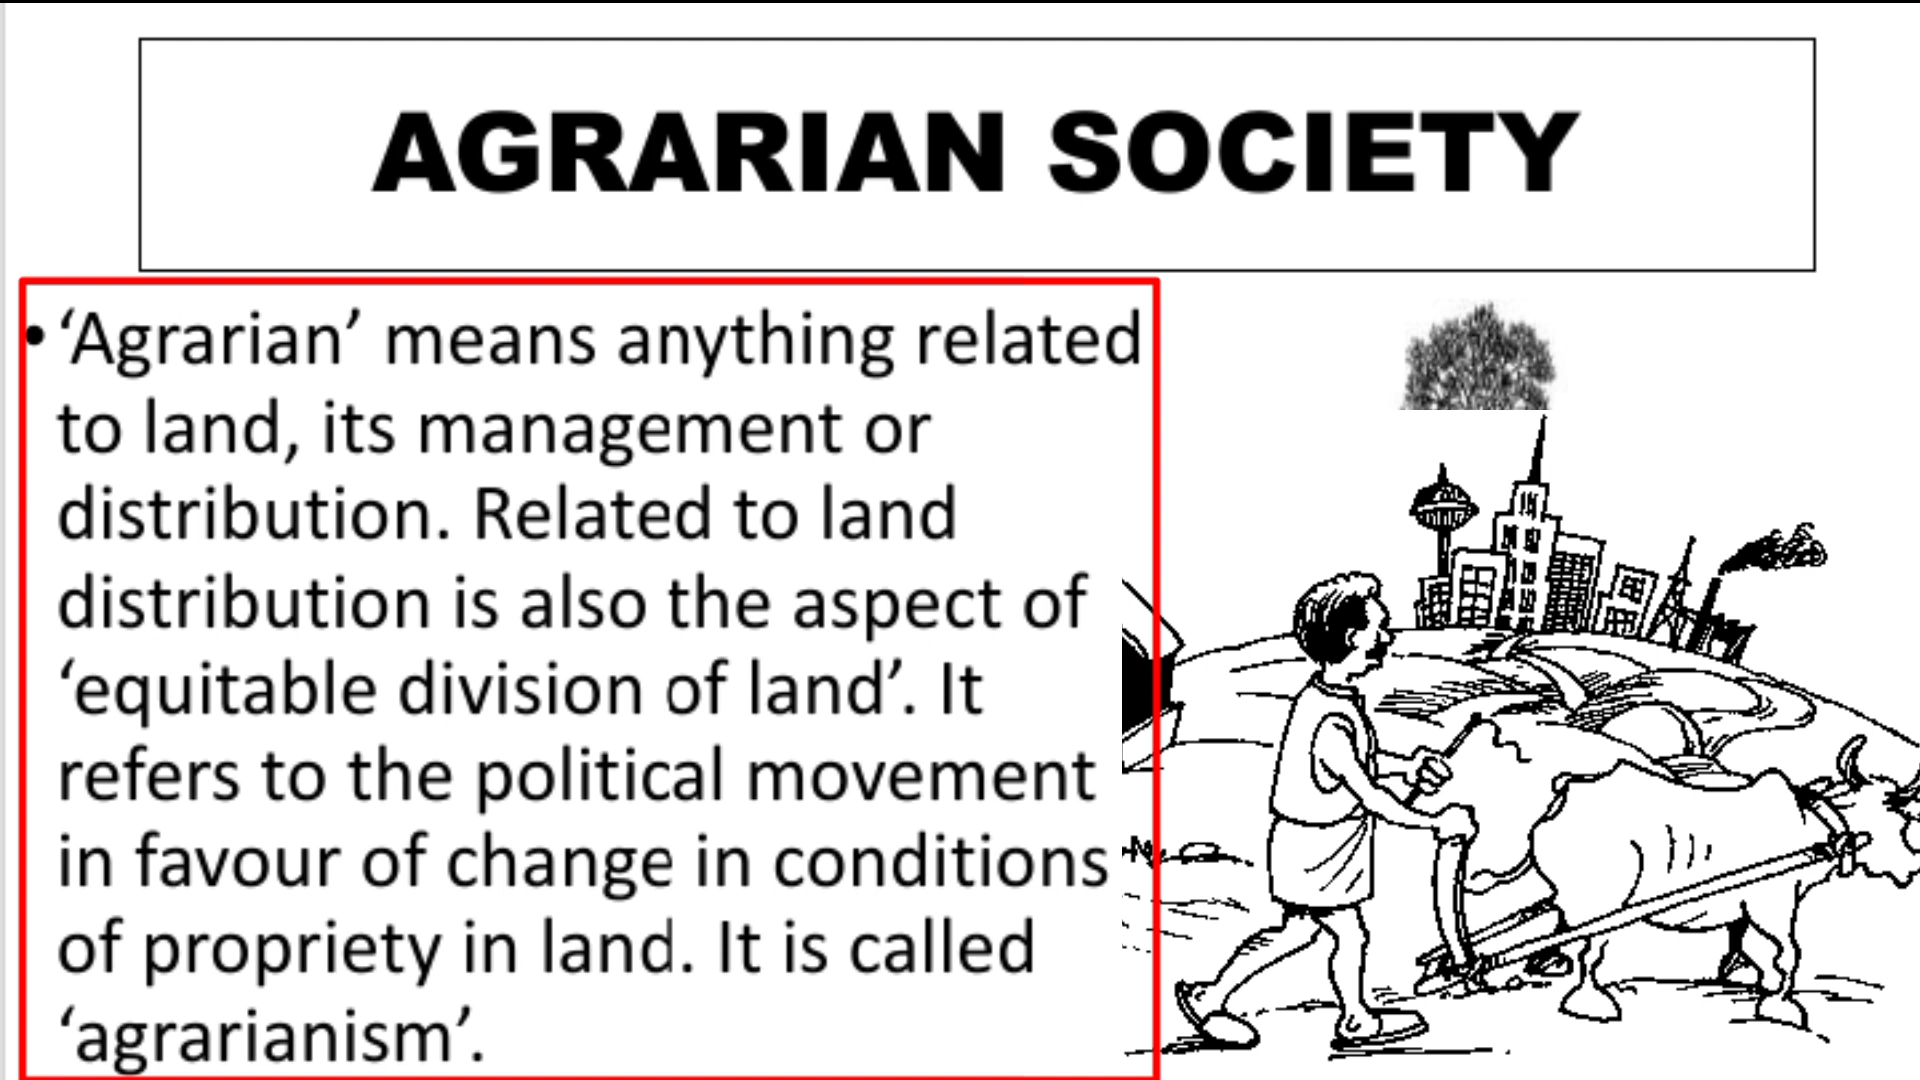 AGRARIAN SOCIETY
• ‘Agrarian’ means anything related
to land, its management or
distribution. Related to land
distribution is also the aspect of
‘equitable division of land’. It
refers to the political movement
in favour of change in conditions
of propriety in land. It is called
‘agrarianism’.